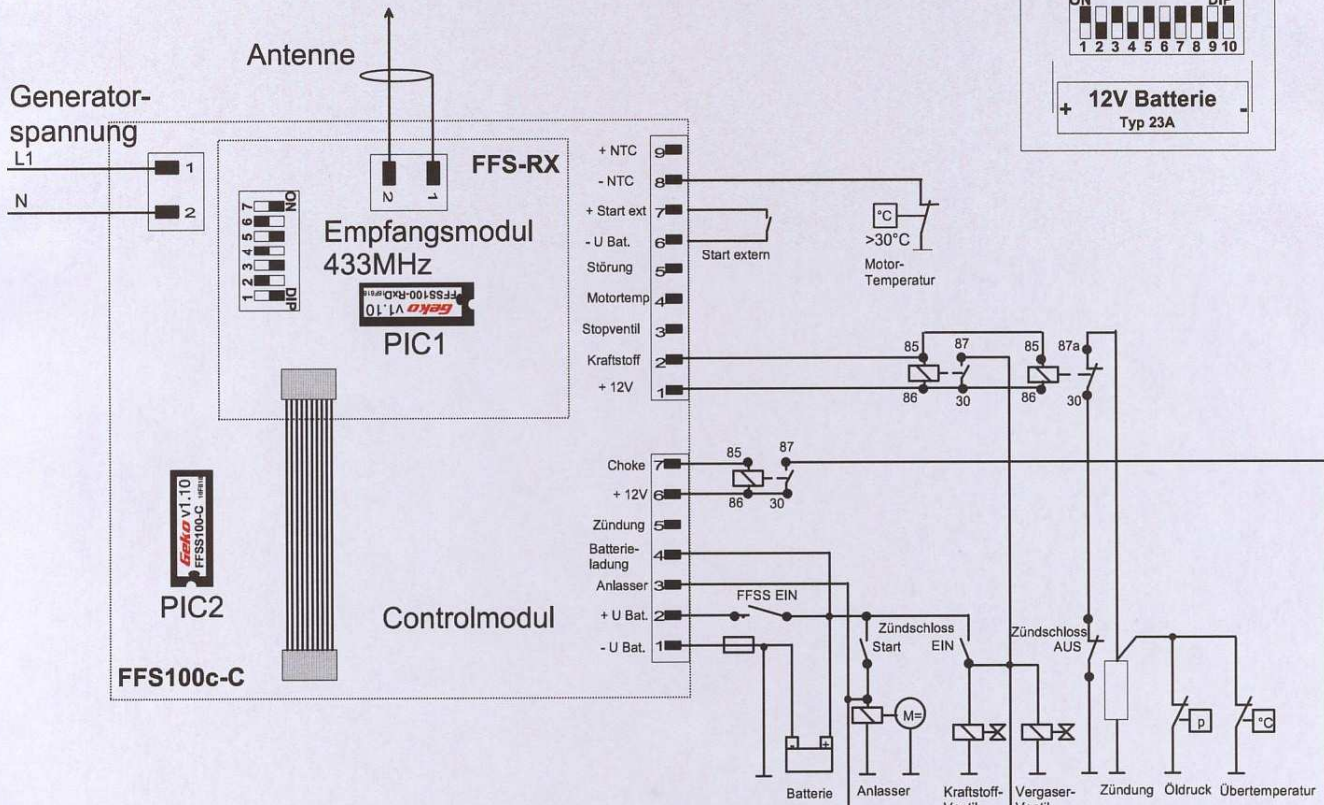 Antenne
Generator-
spannung
L1
N
1
2
FFS-RX
2 1
ON
7
6
5
4
3
2
1
DIP
Empfangsmodul
433MHz
Geko v1.10
FFSS100-RxD
PIC1
Geko v1.10
FFSS100-C
PIC2
Controlmodul
FFS100c-C
+ NTC 9
- NTC 8
+ Start ext 7
- U Bat. 6
Störung 5
Motortemp 4
Stopventil 3
Kraftstoff 2
+ 12V 1
Choke 7
+ 12V 6
Zündung 5
Batterie-
ladung 4
Anlasser 3
+ U Bat. 2
- U Bat. 1
ON DIP
1 2 3 4 5 6 7 8 9 10
+ 12V Batterie -
Typ 23A
Start extern
°C
>30°C
Motor-
Temperatur
85 87 85 87a
86 30 86 30
85 87
86 30
FFSS EIN
Zündschloss
Start EIN
Zündschloss
AUS
M=
p
°C
- +
Batterie Anlasser Kraftstoff- Vergaser- Zündung Öldruck Übertemperatur
Ventil Ventil